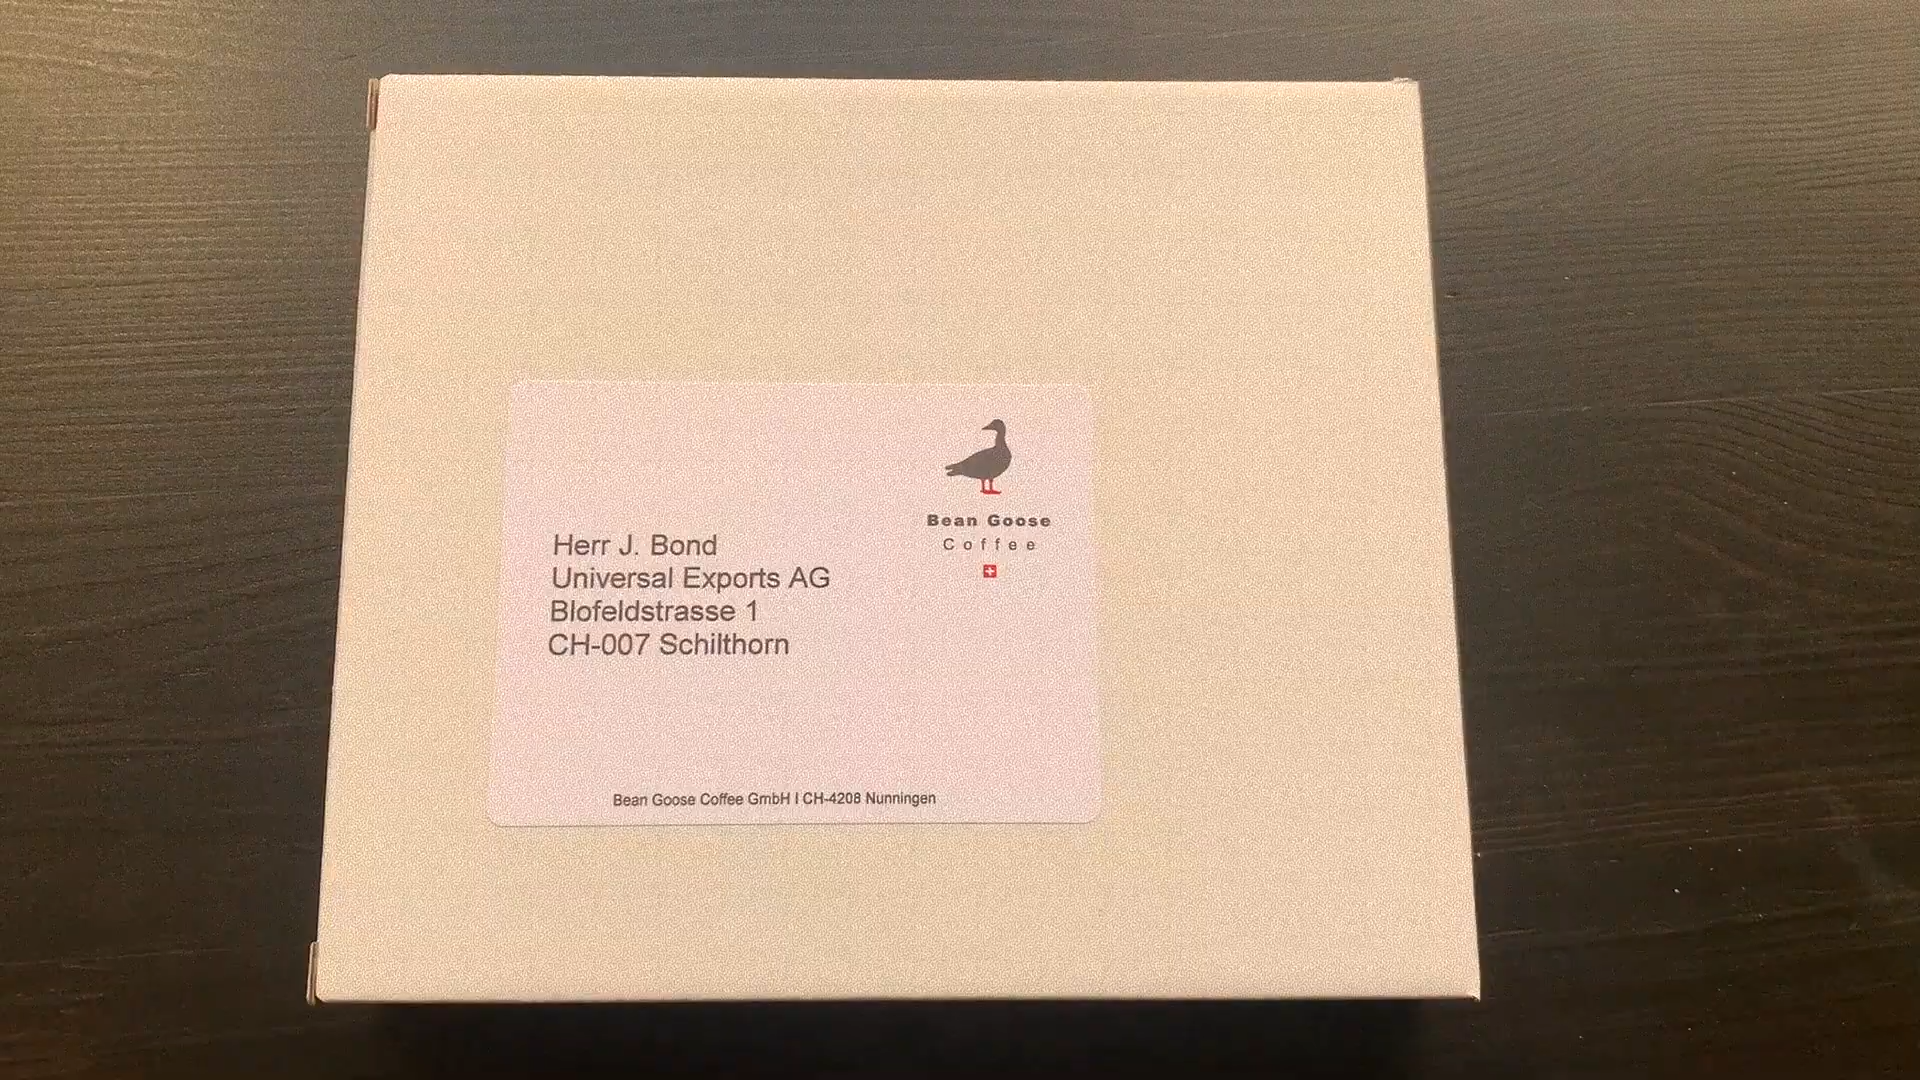 Bean Goose
Coffee
Herr J. Bond
Universal Exports AG
Blofeldstrasse 1
CH-007 Schilthorn
Bean Goose Coffee GmbH I CH-4208 Nunningen